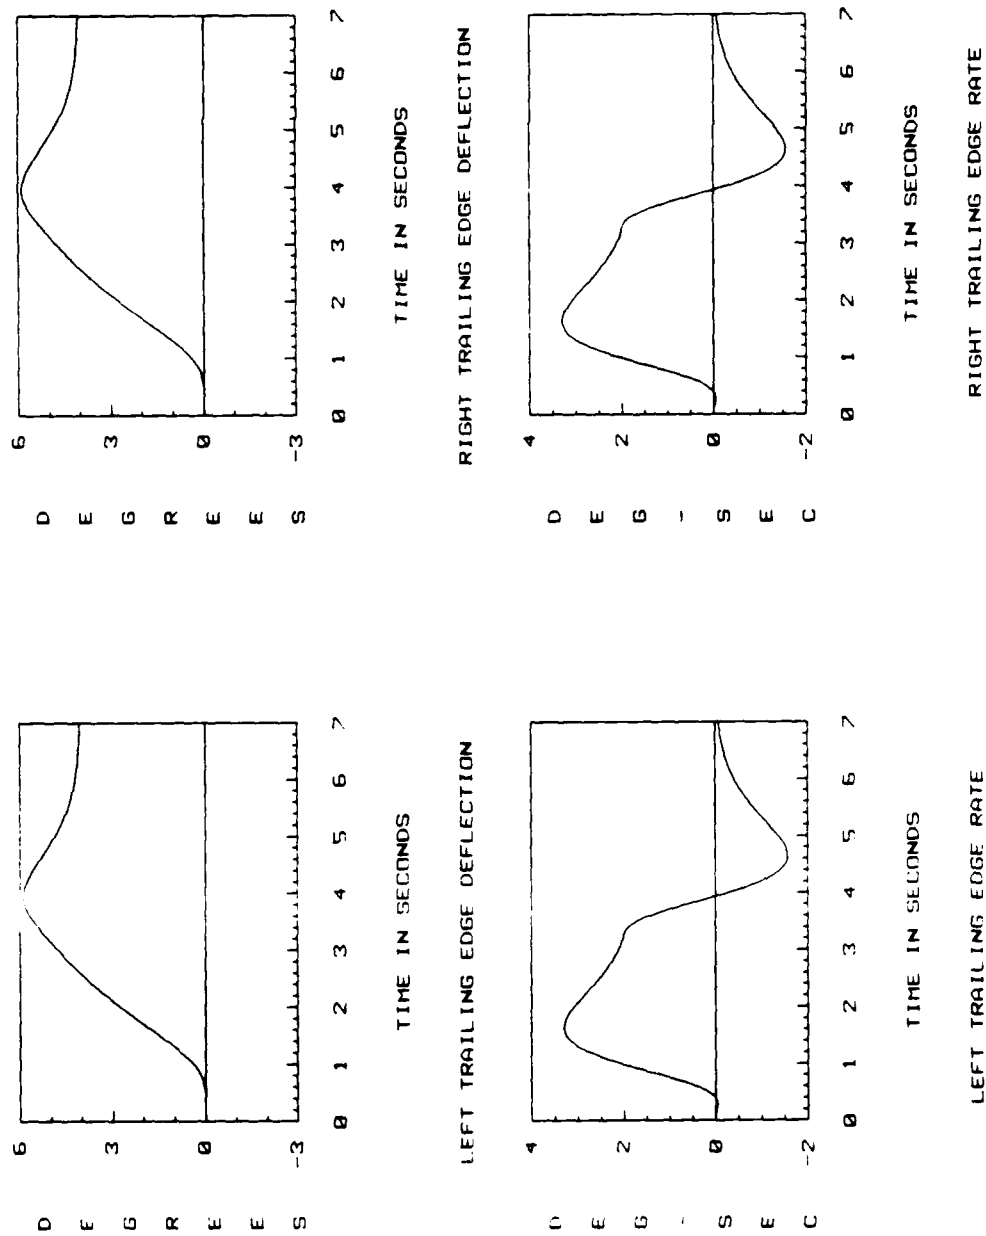 D E G R E E S
6
3
0
-3
0 1 2 3 4 5 6 7
TIME IN SECONDS
LEFT TRAILING EDGE DEFLECTION
D E G R E E S
6
3
0
-3
0 1 2 3 4 5 6 7
TIME IN SECONDS
RIGHT TRAILING EDGE DEFLECTION
D E G - S E C
4
2
0
-2
0 1 2 3 4 5 6 7
TIME IN SECONDS
LEFT TRAILING EDGE RATE
D E G - S E C
4
2
0
-2
0 1 2 3 4 5 6 7
TIME IN SECONDS
RIGHT TRAILING EDGE RATE